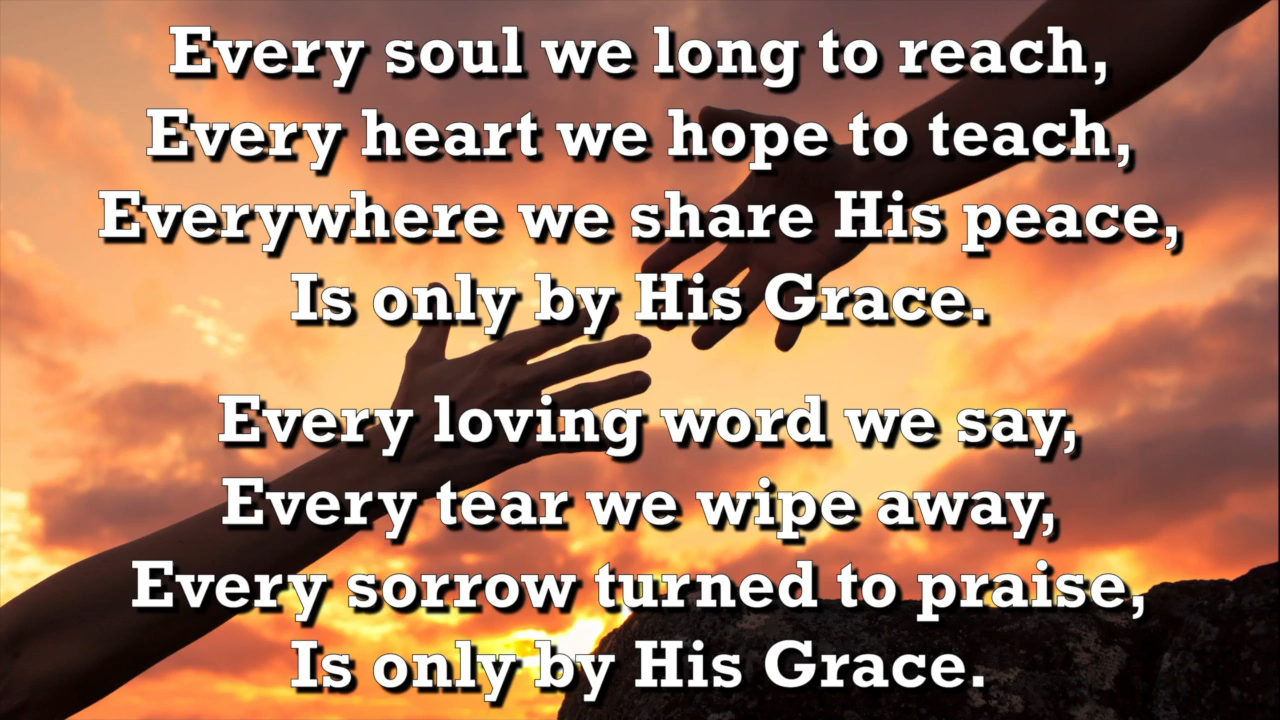 Every soul we long to reach,
Every heart we hope to teach,
Everywhere we share His peace,
Is only by His Grace.
Every loving word we say,
Every tear we wipe away,
Every sorrow turned to praise,
Is only by His Grace.